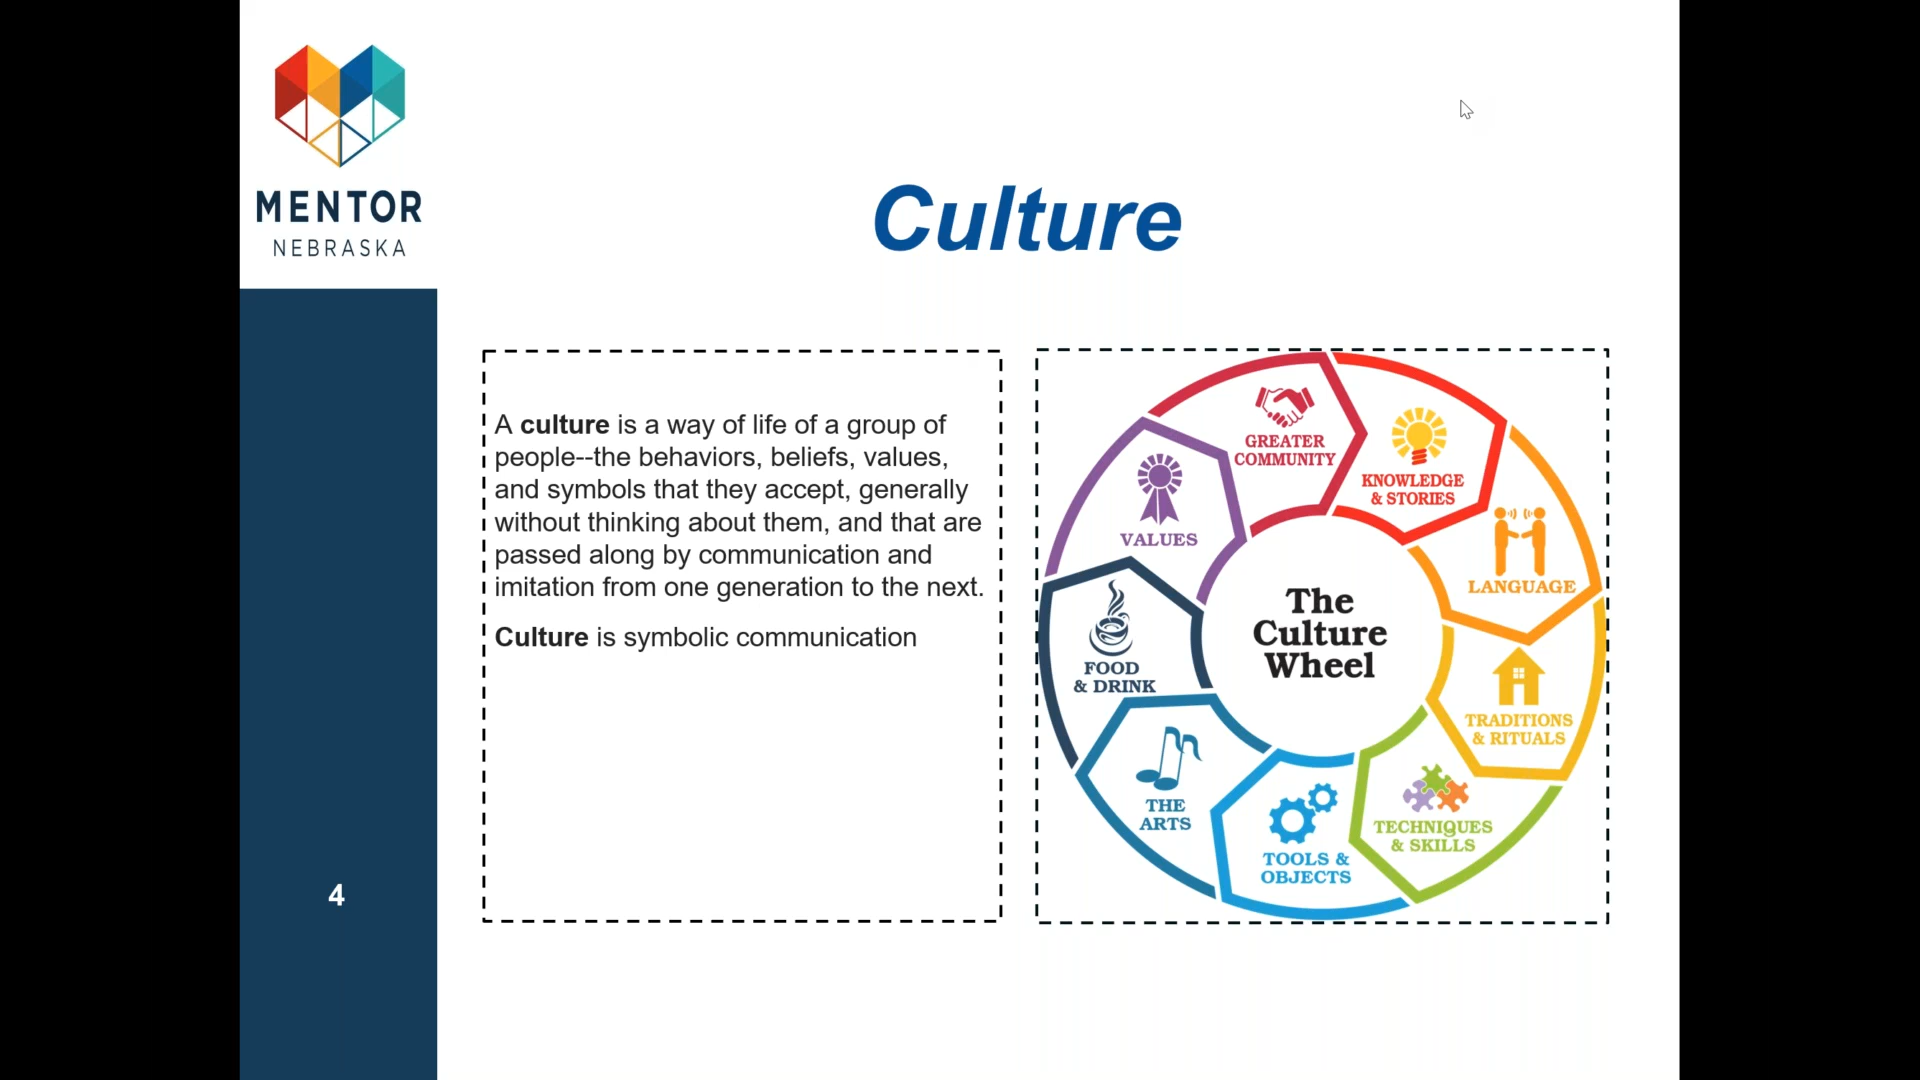 MENTOR
NEBRASKA
Culture
A culture is a way of life of a group of
people--the behaviors, beliefs, values,
and symbols that they accept, generally
without thinking about them, and that are
passed along by communication and
imitation from one generation to the next.
Culture is symbolic communication
The
Culture
Wheel
GREATER
COMMUNITY
KNOWLEDGE
& STORIES
LANGUAGE
TRADITIONS
& RITUALS
TECHNIQUES
& SKILLS
TOOLS &
OBJECTS
THE
ARTS
FOOD
& DRINK
VALUES
4